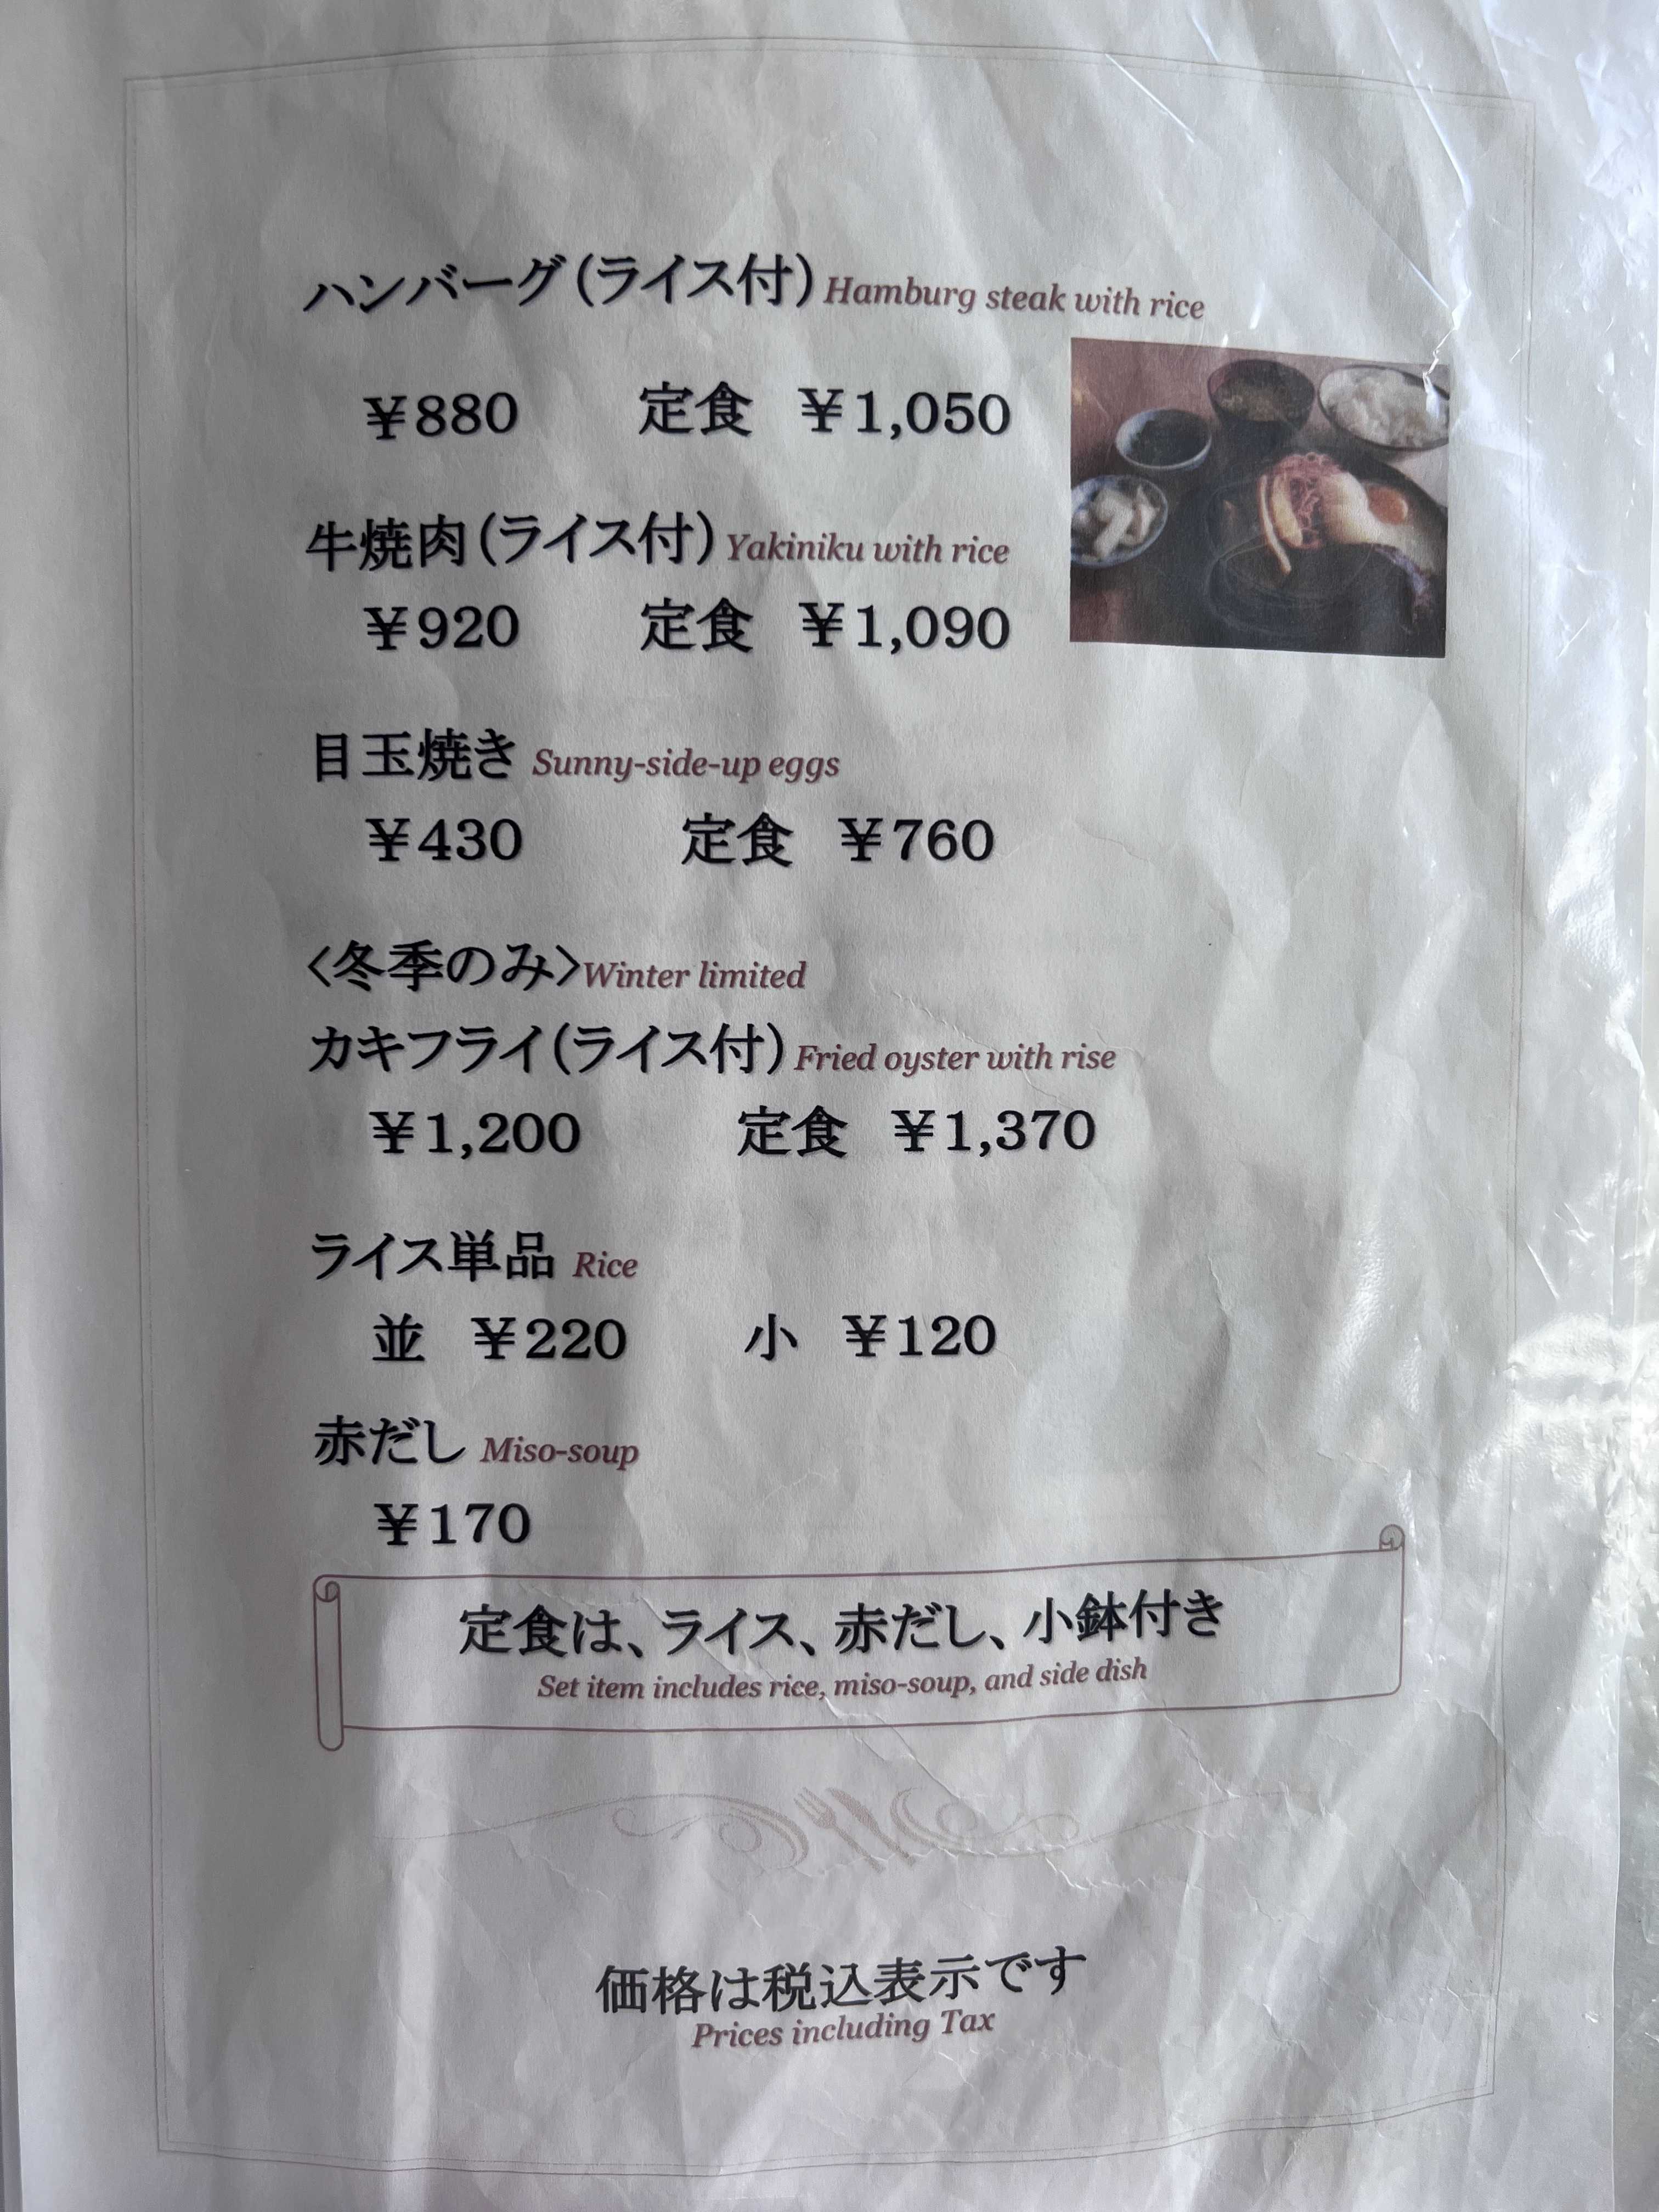 ハンバーグ(ライス付) Hamburg steak with rice
¥880 定食 ¥1,050
牛焼肉(ライス付) Yakiniku with rice
¥920 定食 ¥1,090
目玉焼き Sunny-side-up eggs
¥430 定食 ¥760
〈冬季のみ〉Winter limited
カキフライ(ライス付) Fried oyster with rise
¥1,200 定食 ¥1,370
ライス単品 Rice
並 ¥220 小 ¥120
赤だし Miso-soup
¥170
定食は、ライス、赤だし、小鉢付き
Set item includes rice, miso-soup, and side dish
価格は税込表示です
Prices including Tax